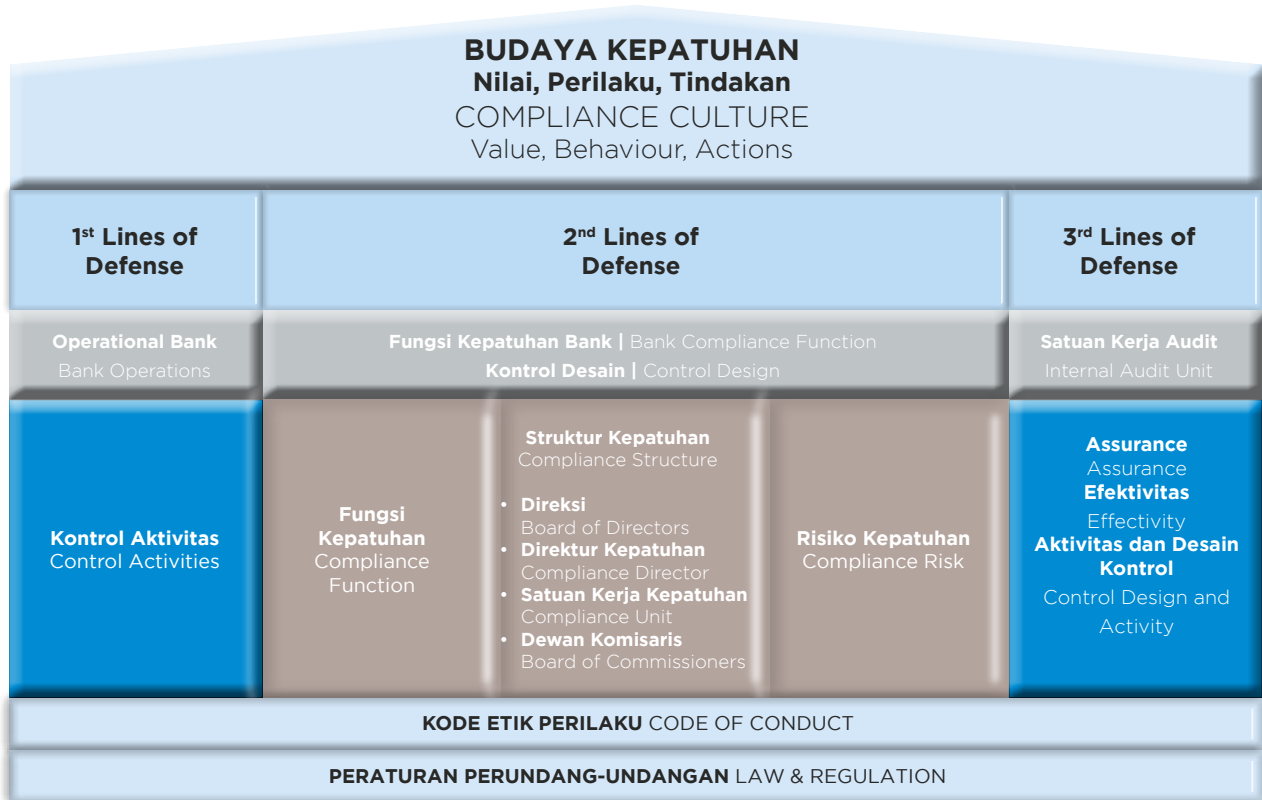 BUDAYA KEPATUHAN
Nilai, Perilaku, Tindakan
COMPLIANCE CULTURE
Value, Behaviour, Actions
1st Lines of
Defense
2nd Lines of
Defense
3rd Lines of
Defense
Operational Bank
Bank Operations
Fungsi Kepatuhan Bank | Bank Compliance Function
Kontrol Desain | Control Design
Satuan Kerja Audit
Internal Audit Unit
Kontrol Aktivitas
Control Activities
Fungsi
Kepatuhan
Compliance
Function
Struktur Kepatuhan
Compliance Structure
• Direksi
Board of Directors
• Direktur Kepatuhan
Compliance Director
• Satuan Kerja Kepatuhan
Compliance Unit
• Dewan Komisaris
Board of Commissioners
Risiko Kepatuhan
Compliance Risk
Assurance
Assurance
Efektivitas
Effectivity
Aktivitas dan Desain
Kontrol
Control Design and
Activity
KODE ETIK PERILAKU CODE OF CONDUCT
PERATURAN PERUNDANG-UNDANGAN LAW & REGULATION